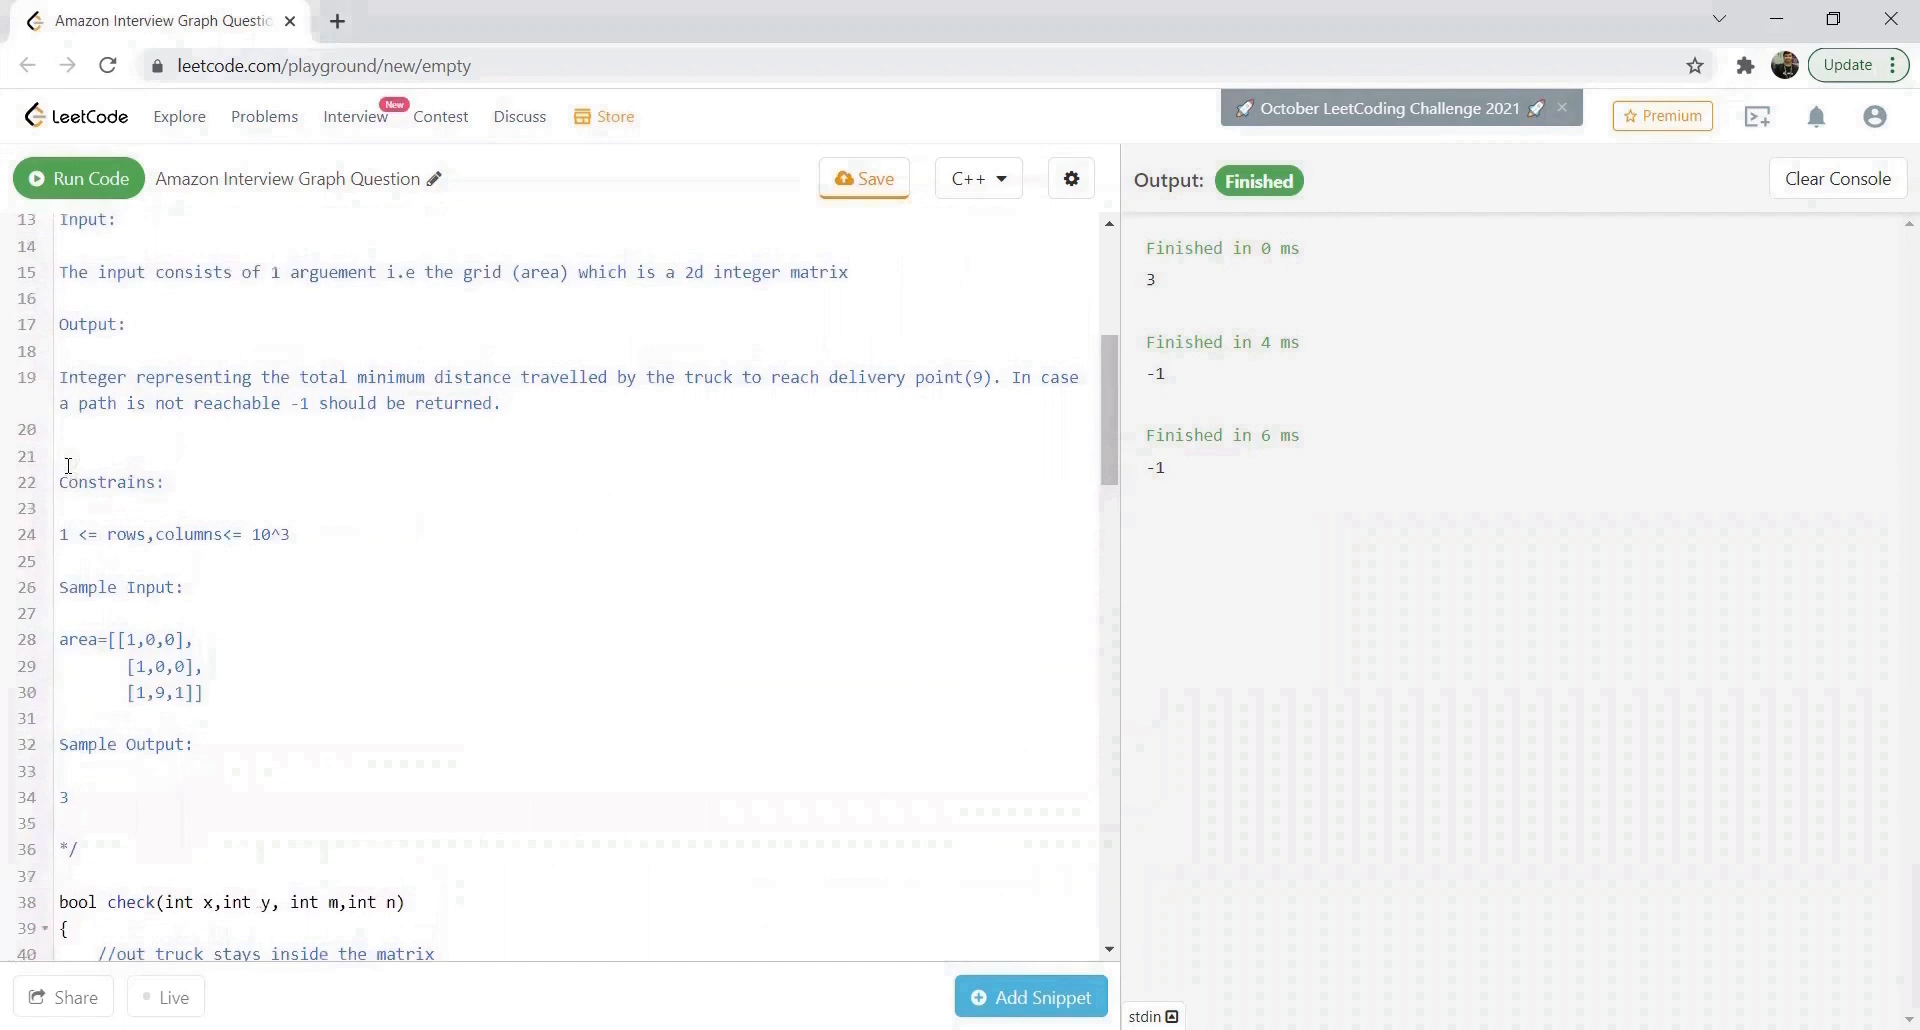 Amazon Interview Graph Questio
leetcode.com/playground/new/empty
Update
LeetCode
Explore
Problems
Interview
New
Contest
Discuss
Store
🚀 October LeetCoding Challenge 2021 🚀 ×
Premium
Run Code
Amazon Interview Graph Question
Save
C++
Output:
Finished
Clear Console
13 Input:
14
15 The input consists of 1 arguement i.e the grid (area) which is a 2d integer matrix
16
17 Output:
18
19 Integer representing the total minimum distance travelled by the truck to reach delivery point(9). In case
a path is not reachable -1 should be returned.
20
21
22 Constrains:
23
24 1 <= rows,columns<= 10^3
25
26 Sample Input:
27
28 area=[[1,0,0],
29 [1,0,0],
30 [1,9,1]]
31
32 Sample Output:
33
34 3
35
36 */
37
38 bool check(int x,int y, int m,int n)
39 {
40 //out truck stays inside the matrix
Finished in 0 ms
3
Finished in 4 ms
-1
Finished in 6 ms
-1
Share
Live
Add Snippet
stdin